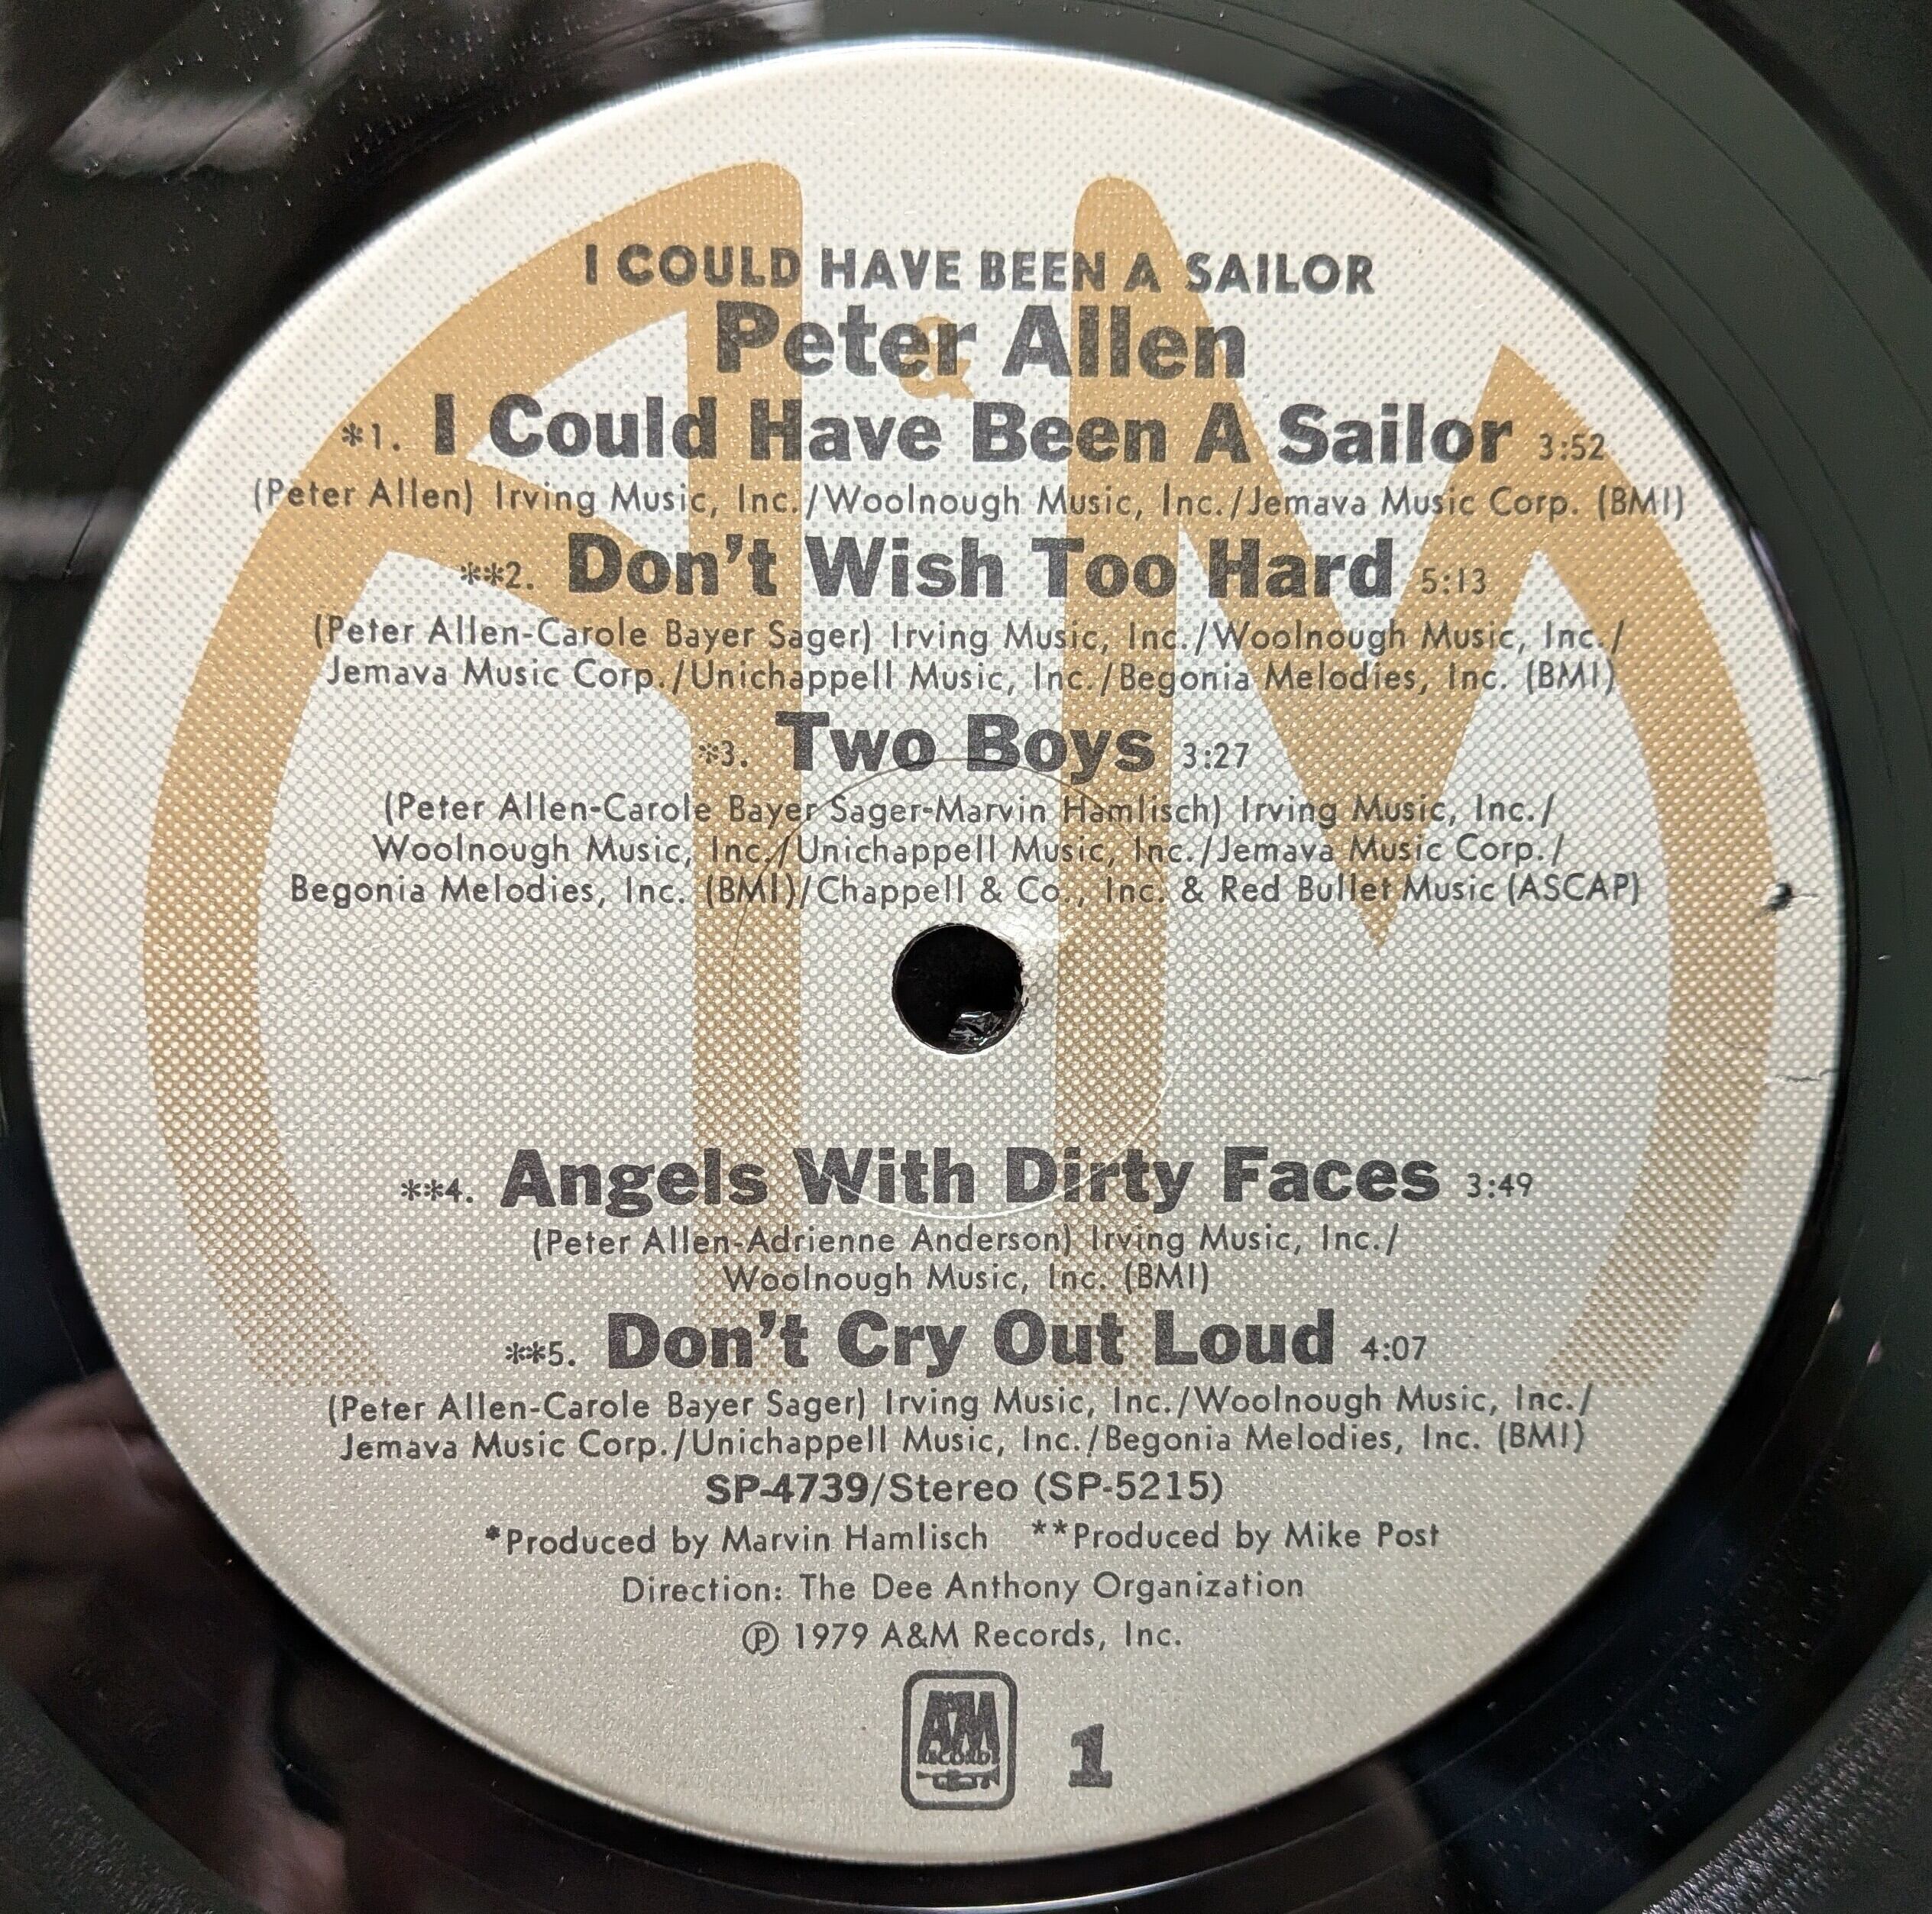 I COULD HAVE BEEN A SAILOR
Peter Allen
*1. I Could Have Been A Sailor 3:52
(Peter Allen) Irving Music, Inc./Woolnough Music, Inc./Jemava Music Corp. (BMI)
**2. Don't Wish Too Hard 5:13
(Peter Allen-Carole Bayer Sager) Irving Music, Inc./Woolnough Music, Inc./
Jemava Music Corp./Unichappell Music, Inc./Begonia Melodies, Inc. (BMI)
*3. Two Boys 3:27
(Peter Allen-Carole Bayer Sager-Marvin Hamlisch) Irving Music, Inc./
Woolnough Music, Inc./Unichappell Music, Inc./Jemava Music Corp./
Begonia Melodies, Inc. (BMI)/Chappell & Co., Inc. & Red Bullet Music (ASCAP)
**4. Angels With Dirty Faces 3:49
(Peter Allen-Adrienne Anderson) Irving Music, Inc./
Woolnough Music, Inc. (BMI)
**5. Don't Cry Out Loud 4:07
(Peter Allen-Carole Bayer Sager) Irving Music, Inc./Woolnough Music, Inc./
Jemava Music Corp./Unichappell Music, Inc./Begonia Melodies, Inc. (BMI)
SP-4739/Stereo (SP-5215)
*Produced by Marvin Hamlisch **Produced by Mike Post
Direction: The Dee Anthony Organization
℗ 1979 A&M Records, Inc.
A&M RECORDS 1
A&M